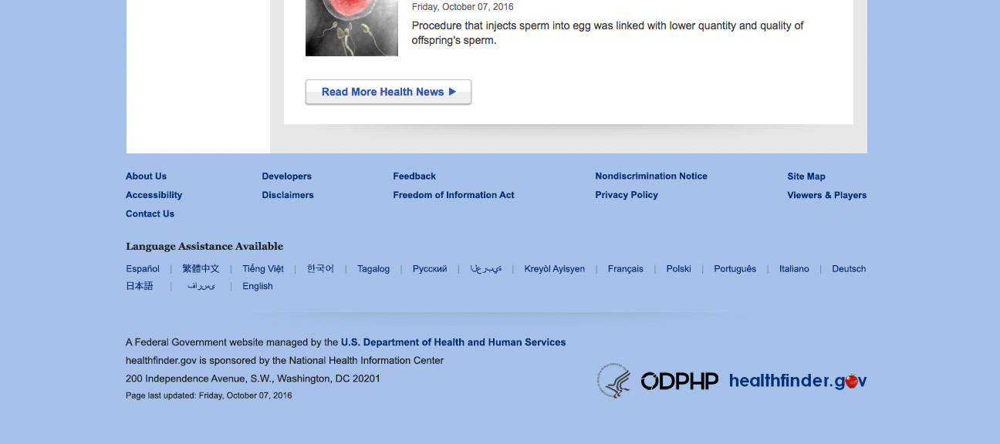 Friday, October 07, 2016
Procedure that injects sperm into egg was linked with lower quantity and quality of
offspring's sperm.
Read More Health News
About Us Developers Feedback Nondiscrimination Notice Site Map
Accessibility Disclaimers Freedom of Information Act Privacy Policy Viewers & Players
Contact Us
Language Assistance Available
Español | 繁體中文 | Tiếng Việt | 한국어 | Tagalog | Русский | العربية | Kreyòl Ayisyen | Français | Polski | Português | Italiano | Deutsch
日本語 | فارسی | English
A Federal Government website managed by the U.S. Department of Health and Human Services
healthfinder.gov is sponsored by the National Health Information Center
200 Independence Avenue, S.W., Washington, DC 20201
ODPHP healthfinder.gov
Page last updated: Friday, October 07, 2016